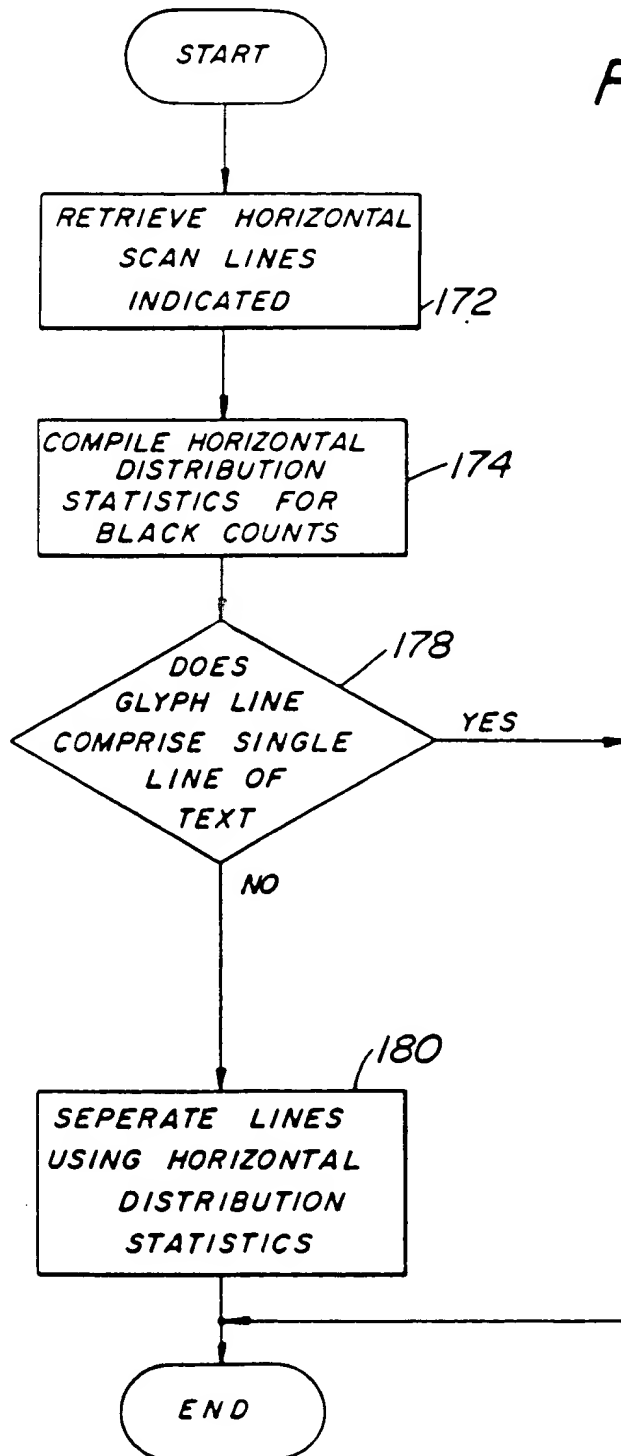 START
RETRIEVE HORIZONTAL
SCAN LINES
INDICATED
172
COMPILE HORIZONTAL
DISTRIBUTION
STATISTICS FOR
BLACK COUNTS
174
DOES
GLYPH LINE
COMPRISE SINGLE
LINE OF
TEXT
178
YES
NO
180
SEPERATE LINES
USING HORIZONTAL
DISTRIBUTION
STATISTICS
END